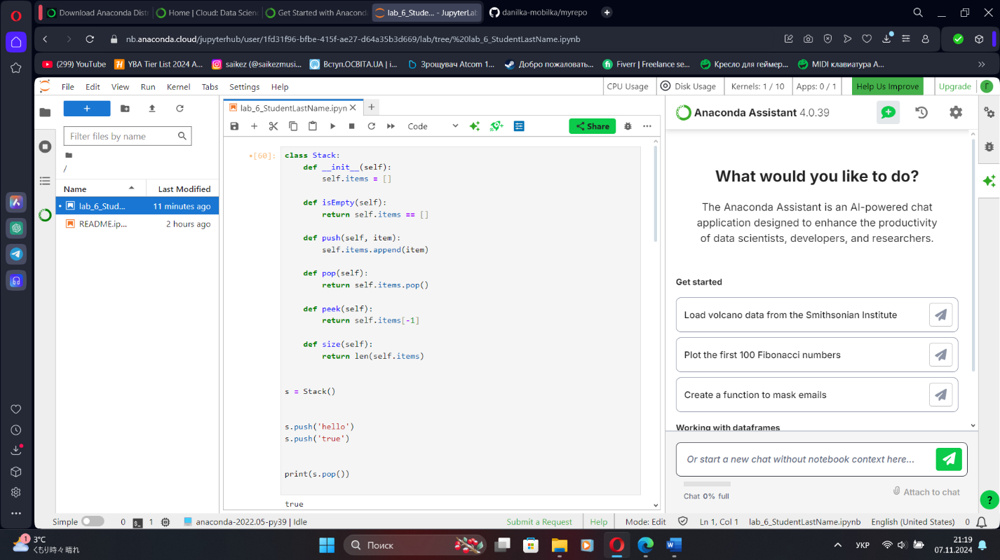 Download Anaconda Dist
Home | Cloud: Data Scienc
Get Started with Anaconda
lab_6_Stude... - JupyterLab
danilka-mobilka/myrepo
nb.anaconda.cloud/jupyterhub/user/1fd31f96-bfbe-415f-ae27-d64a35b3d669/lab/tree/%20lab_6_StudentLastName.ipynb
(299) YouTube
YBA Tier List 2024 A...
saikez (@saikezmusi...
Вступ.ОСВІТА.UA | і...
Зрощувач Atcom 1...
Добро пожаловать...
Fiverr | Freelance se...
Кресло для геймер...
MIDI клавиатура A...
File Edit View Run Kernel Tabs Settings Help
CPU Usage
Disk Usage
Kernels: 1 / 10
Apps: 0 / 1
Help Us Improve
Upgrade
Г
Filter files by name
/
Name Last Modified
lab_6_Stud... 11 minutes ago
README.ip... 2 hours ago
lab_6_StudentLastName.ipyn
Code
Share
[60]:
class Stack:
def __init__(self):
self.items = []
def isEmpty(self):
return self.items == []
def push(self, item):
self.items.append(item)
def pop(self):
return self.items.pop()
def peek(self):
return self.items[-1]
def size(self):
return len(self.items)
s = Stack()
s.push('hello')
s.push('true')
print(s.pop())
true
Anaconda Assistant 4.0.39
What would you like to do?
The Anaconda Assistant is an AI-powered chat
application designed to enhance the productivity
of data scientists, developers, and researchers.
Get started
Load volcano data from the Smithsonian Institute
Plot the first 100 Fibonacci numbers
Create a function to mask emails
Working with dataframes
Or start a new chat without notebook context here...
Chat 0% full
Attach to chat
?
Simple
0
1
anaconda-2022.05-py39 | Idle
Submit a Request
Help
Mode: Edit
Ln 1, Col 1
lab_6_StudentLastName.ipynb
English (United States)
0
1
3°C
くもり時々晴れ
Поиск
УКР
21:19
07.11.2024